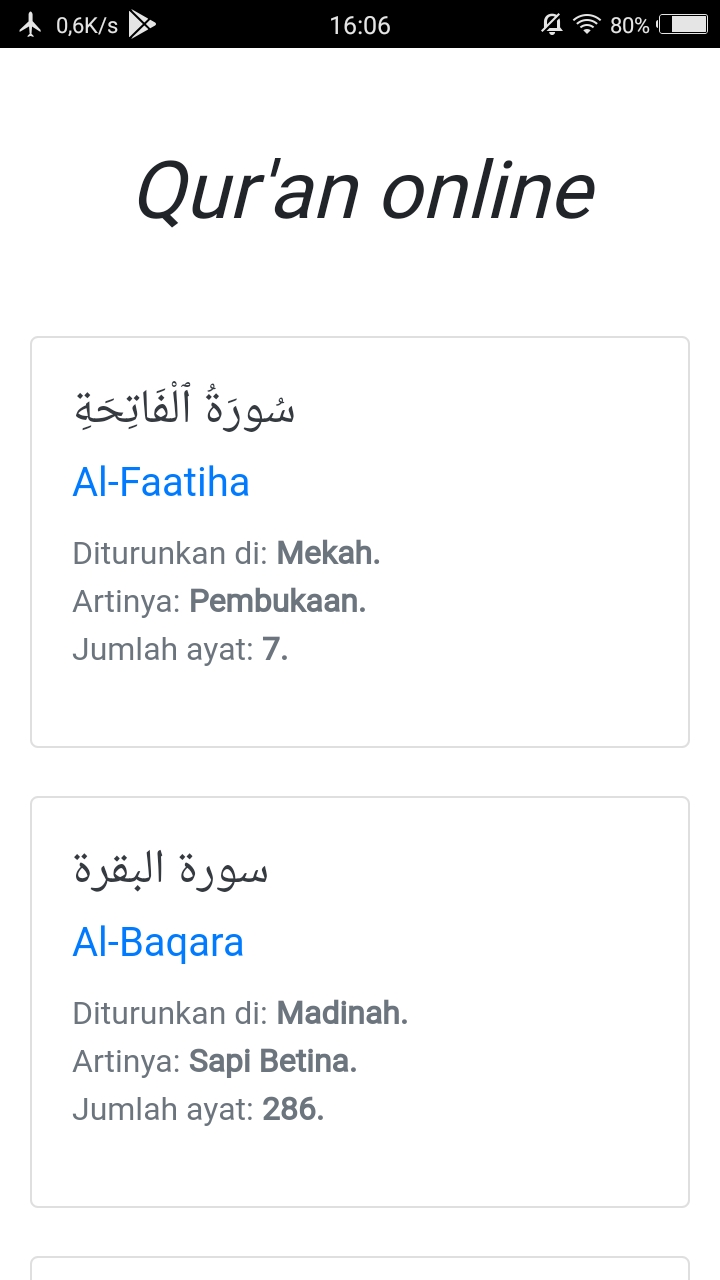 0,6K/s 16:06 80%
Qur'an online
سُورَةُ ٱلْفَاتِحَةِ
Al-Faatiha
Diturunkan di: Mekah.
Artinya: Pembukaan.
Jumlah ayat: 7.
سورة البقرة
Al-Baqara
Diturunkan di: Madinah.
Artinya: Sapi Betina.
Jumlah ayat: 286.